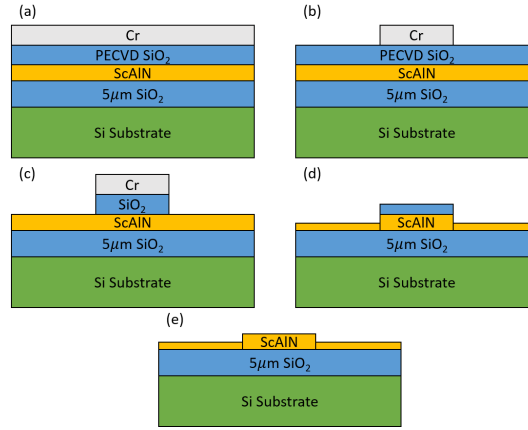 (a)
Cr
PECVD SiO₂
ScAlN
5𝜇m SiO₂
Si Substrate
(b)
Cr
PECVD SiO₂
ScAlN
5𝜇m SiO₂
Si Substrate
(c)
Cr
SiO₂
ScAlN
5𝜇m SiO₂
Si Substrate
(d)
ScAlN
5𝜇m SiO₂
Si Substrate
(e)
ScAlN
5𝜇m SiO₂
Si Substrate